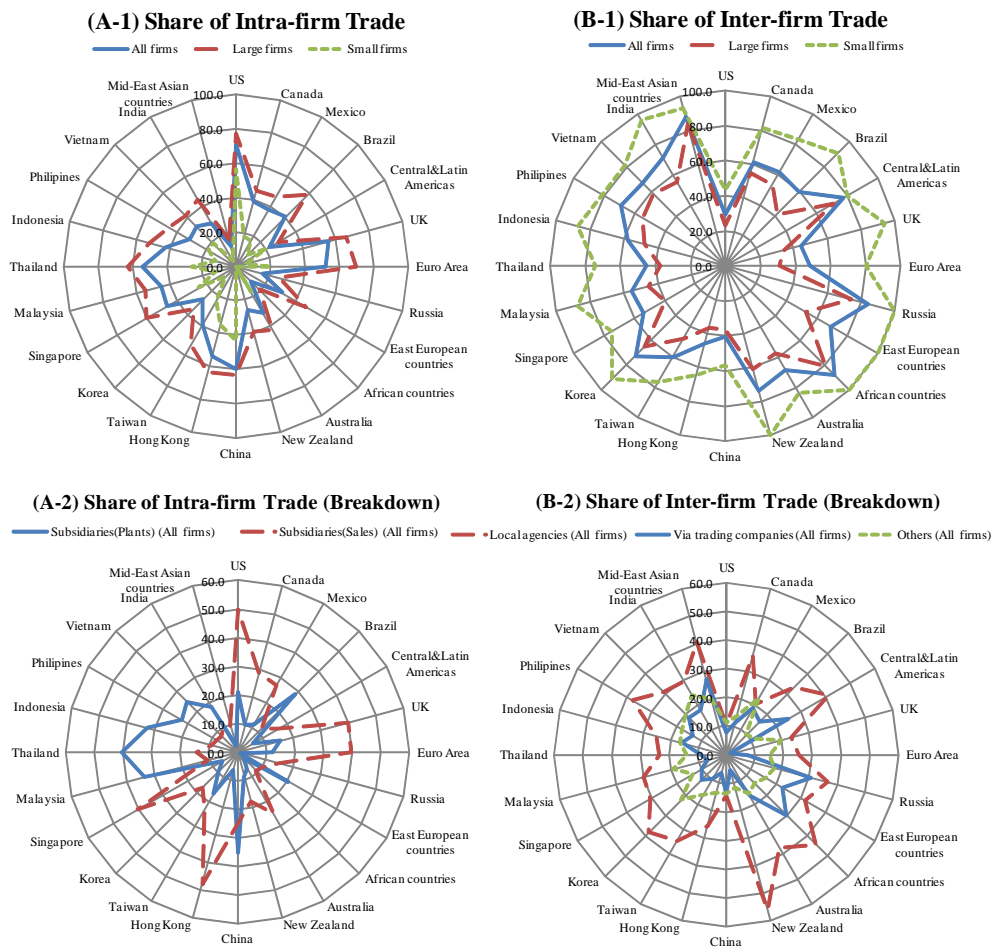 (A-1) Share of Intra-firm Trade
All firms Large firms Small firms
US
Canada
Mexico
Brazil
Central&Latin
Americas
UK
Euro Area
Russia
East European
countries
African countries
Australia
New Zealand
China
Hong Kong
Taiwan
Korea
Singapore
Malaysia
Thailand
Indonesia
Philipines
Vietnam
India
Mid-East Asian
countries
100.0
80.0
60.0
40.0
20.0
0.0
(B-1) Share of Inter-firm Trade
All firms Large firms Small firms
US
Canada
Mexico
Brazil
Central&Latin
Americas
UK
Euro Area
Russia
East European
countries
African countries
Australia
New Zealand
China
Hong Kong
Taiwan
Korea
Singapore
Malaysia
Thailand
Indonesia
Philipines
Vietnam
India
Mid-East Asian
countries
100.0
80.0
60.0
40.0
20.0
0.0
(A-2) Share of Intra-firm Trade (Breakdown)
Subsidiaries(Plants) (All firms) Subsidiaries(Sales) (All firms)
US
Canada
Mexico
Brazil
Central&Latin
Americas
UK
Euro Area
Russia
East European
countries
African countries
Australia
New Zealand
China
Hong Kong
Taiwan
Korea
Singapore
Malaysia
Thailand
Indonesia
Philipines
Vietnam
India
Mid-East Asian
countries
60.0
50.0
40.0
30.0
20.0
10.0
0.0
(B-2) Share of Inter-firm Trade (Breakdown)
Local agencies (All firms) Via trading companies (All firms) Others (All firms)
US
Canada
Mexico
Brazil
Central&Latin
Americas
UK
Euro Area
Russia
East European
countries
African countries
Australia
New Zealand
China
Hong Kong
Taiwan
Korea
Singapore
Malaysia
Thailand
Indonesia
Philipines
Vietnam
India
Mid-East Asian
countries
60.0
50.0
40.0
30.0
20.0
10.0
0.0